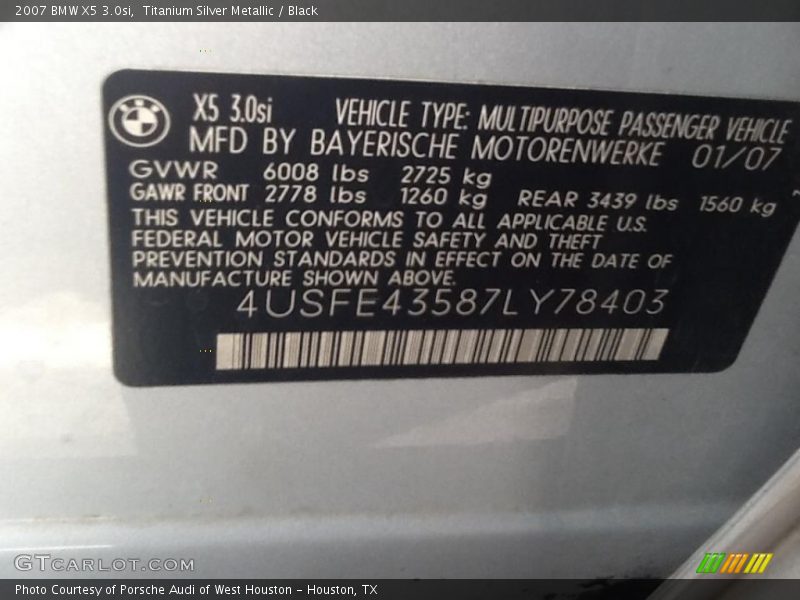 2007 BMW X5 3.0si, Titanium Silver Metallic / Black
X5 3.0si VEHICLE TYPE: MULTIPURPOSE PASSENGER VEHICLE
MFD BY BAYERISCHE MOTORENWERKE 01/07
GVWR 6008 lbs 2725 kg
GAWR FRONT 2778 lbs 1260 kg REAR 3439 lbs 1560 kg
THIS VEHICLE CONFORMS TO ALL APPLICABLE U.S.
FEDERAL MOTOR VEHICLE SAFETY AND THEFT
PREVENTION STANDARDS IN EFFECT ON THE DATE OF
MANUFACTURE SHOWN ABOVE.
4USFE43587LY78403
GTCARLOT.COM
Photo Courtesy of Porsche Audi of West Houston - Houston, TX